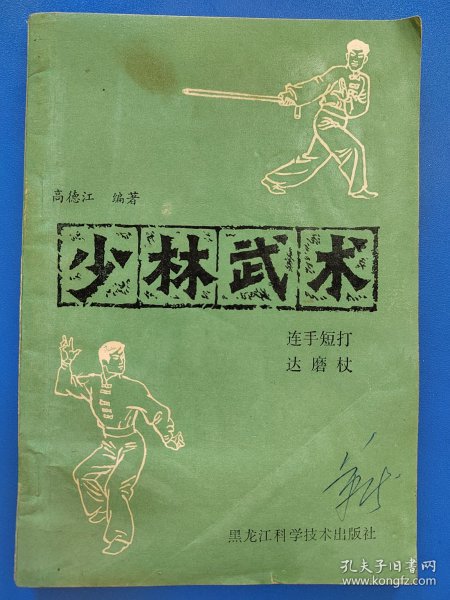 高德江 编著
少林武术
连手短打
达磨杖
黑龙江科学技术出版社
孔夫子旧书网
www.kongfz.com